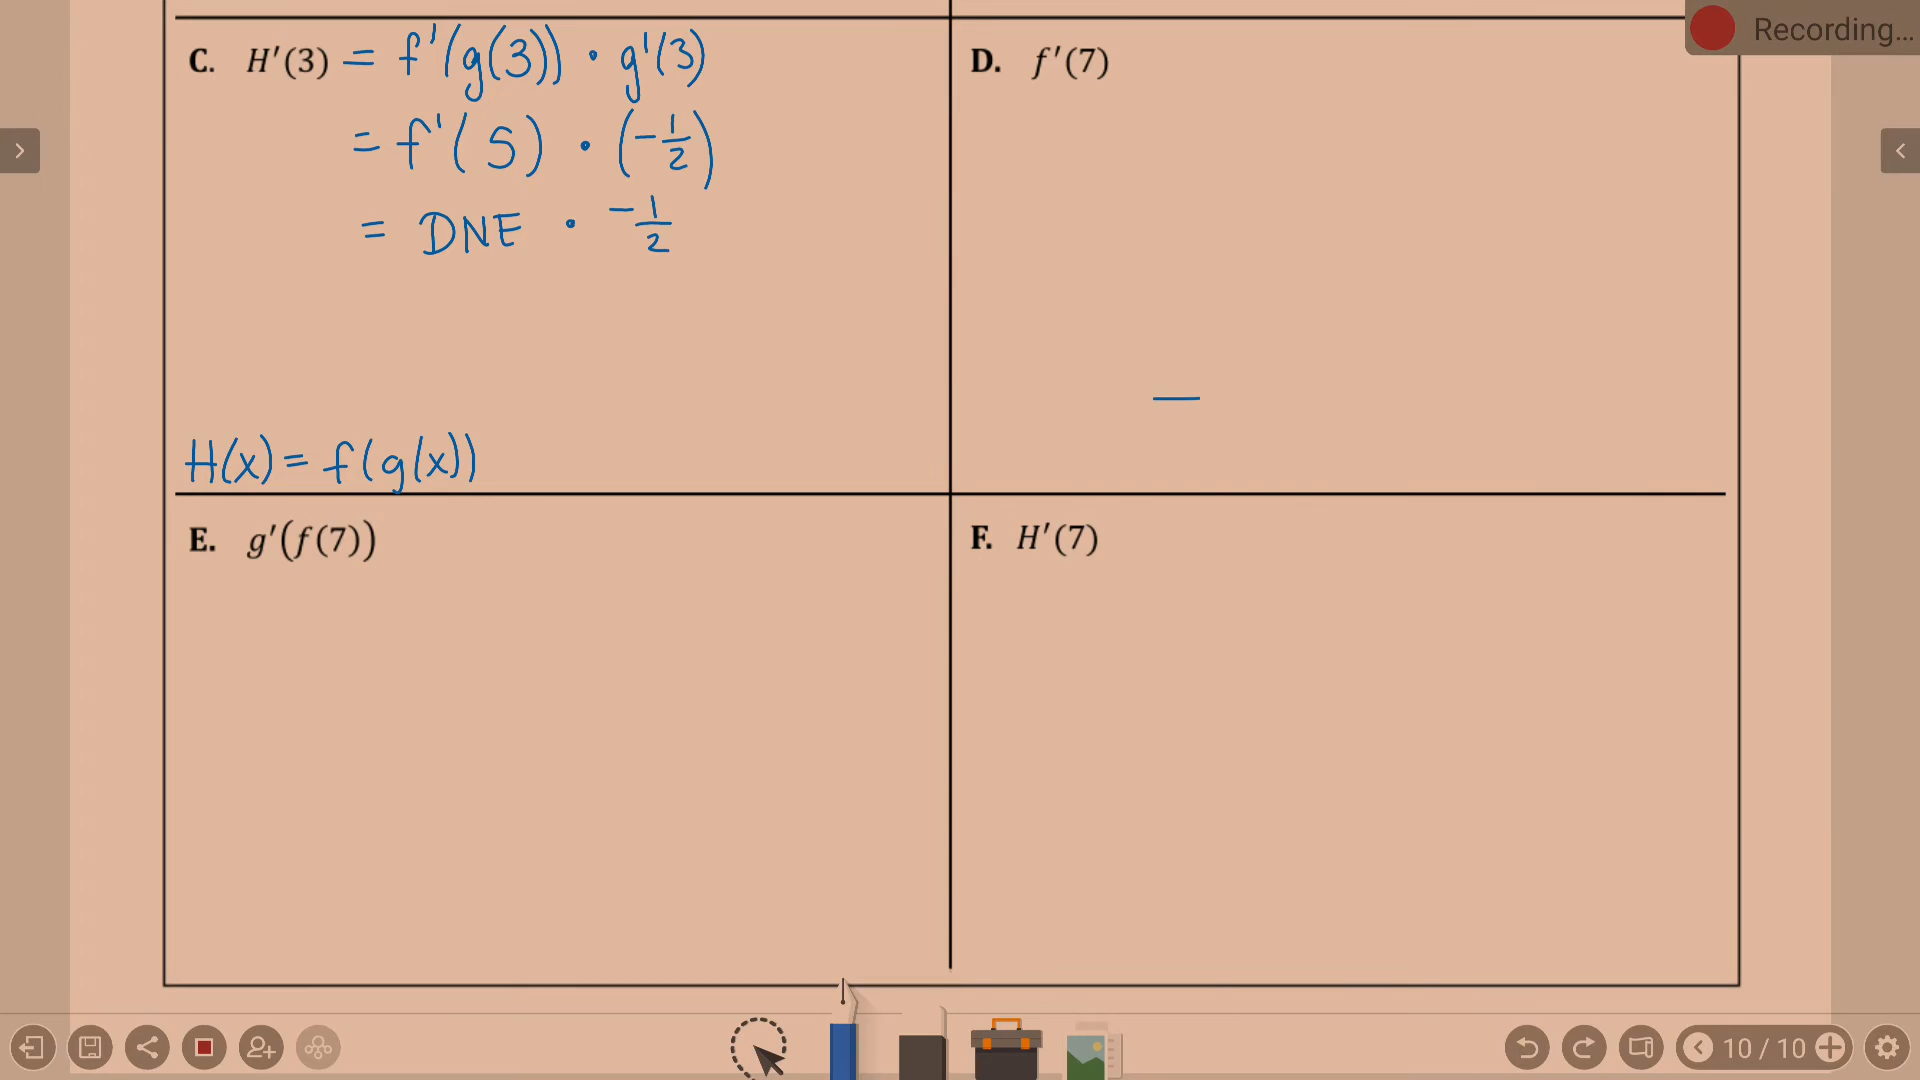 Recording...
C. H′(3) = f'(g(3)) · g'(3)
= f'(5) · (-1/2)
= DNE · -1/2
H(x) = f(g(x))
D. f′(7)
—
E. g′(f(7))
F. H′(7)
10 / 10